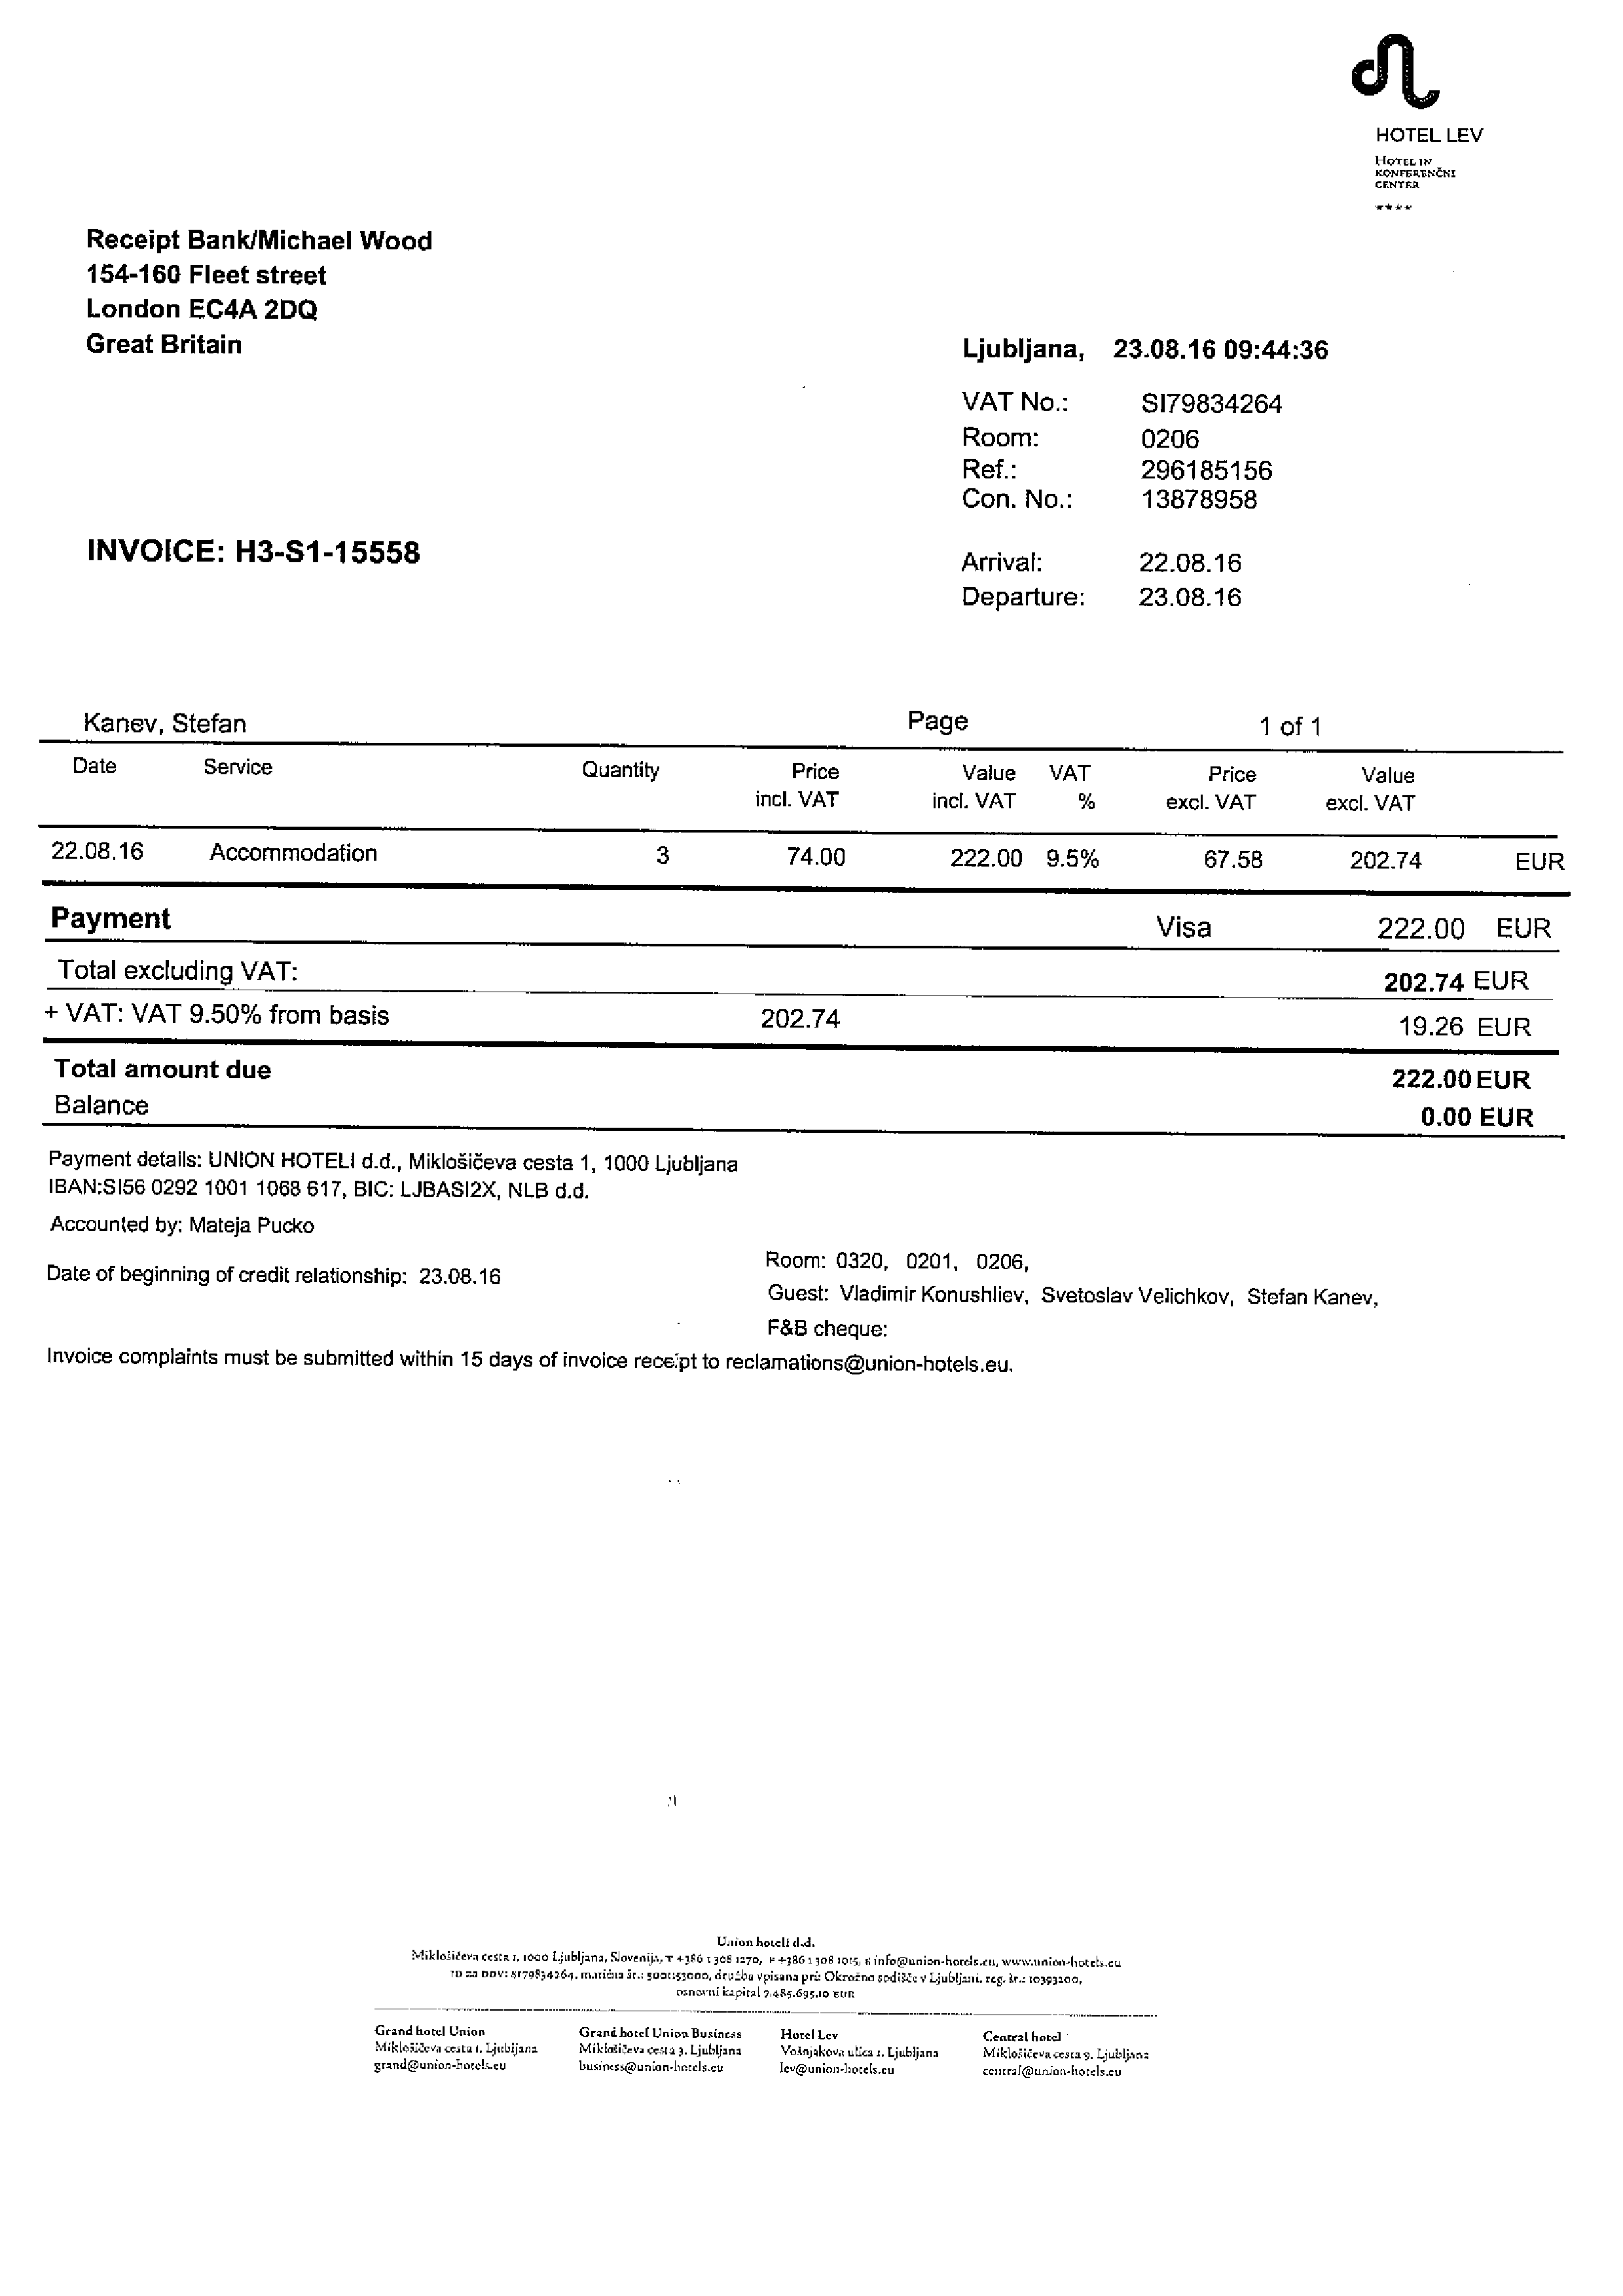 HOTEL LEV
HOTEL IN
KONFERENČNI
CENTER
****
Receipt Bank/Michael Wood
154-160 Fleet street
London EC4A 2DQ
Great Britain
Ljubljana, 23.08.16 09:44:36
VAT No.: SI79834264
Room: 0206
Ref.: 296185156
Con. No.: 13878958
INVOICE: H3-S1-15558
Arrival: 22.08.16
Departure: 23.08.16
Kanev, Stefan Page 1 of 1
Date Service Quantity Price Value VAT Price Value
incl. VAT incl. VAT % excl. VAT excl. VAT
22.08.16 Accommodation 3 74.00 222.00 9.5% 67.58 202.74 EUR
Payment Visa 222.00 EUR
Total excluding VAT: 202.74 EUR
+ VAT: VAT 9.50% from basis 202.74 19.26 EUR
Total amount due 222.00 EUR
Balance 0.00 EUR
Payment details: UNION HOTELI d.d., Miklošičeva cesta 1, 1000 Ljubljana
IBAN:SI56 0292 1001 1068 617, BIC: LJBASI2X, NLB d.d.
Accounted by: Mateja Pucko
Date of beginning of credit relationship: 23.08.16
Room: 0320, 0201, 0206,
Guest: Vladimir Konushliev, Svetoslav Velichkov, Stefan Kanev,
F&B cheque:
Invoice complaints must be submitted within 15 days of invoice receipt to reclamations@union-hotels.eu.
Union hoteli d.d.
Miklošičeva cesta 1, 1000 Ljubljana, Slovenija, T +386 1 308 1270, F +386 1 308 1015, E info@union-hotels.eu, www.union-hotels.eu
ID za DDV: SI79834264, matična št.: 5001153000, družba vpisana pri: Okrožno sodišče v Ljubljani, reg. št.: 10393200,
osnovni kapital 7.485.695,10 EUR
Grand hotel Union
Miklošičeva cesta 1, Ljubljana
grand@union-hotels.eu
Grand hotel Union Business
Miklošičeva cesta 3, Ljubljana
business@union-hotels.eu
Hotel Lev
Vošnjakova ulica 1, Ljubljana
lev@union-hotels.eu
Central hotel
Miklošičeva cesta 9, Ljubljana
central@union-hotels.eu